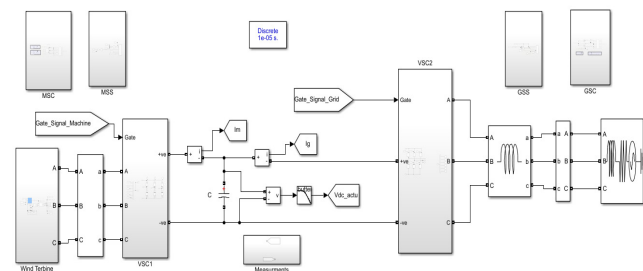 Discrete
1e-05 s.
MSC
MSS
GSS
GSC
VSC2
Gate_Signal_Machine
Gate
Im
Ig
Gate_Signal_Grid
Gate
+ i
-
+ i
-
+ve
-ve
+ve
-ve
C
+ v
-
butter
Vdc_actu
A
B
C
A a
B b
C c
A
B
C
VSC1
Wind Terbine
Measurments
A
B
C
A a
B b
C c
a A
b B
c C
A
B
C